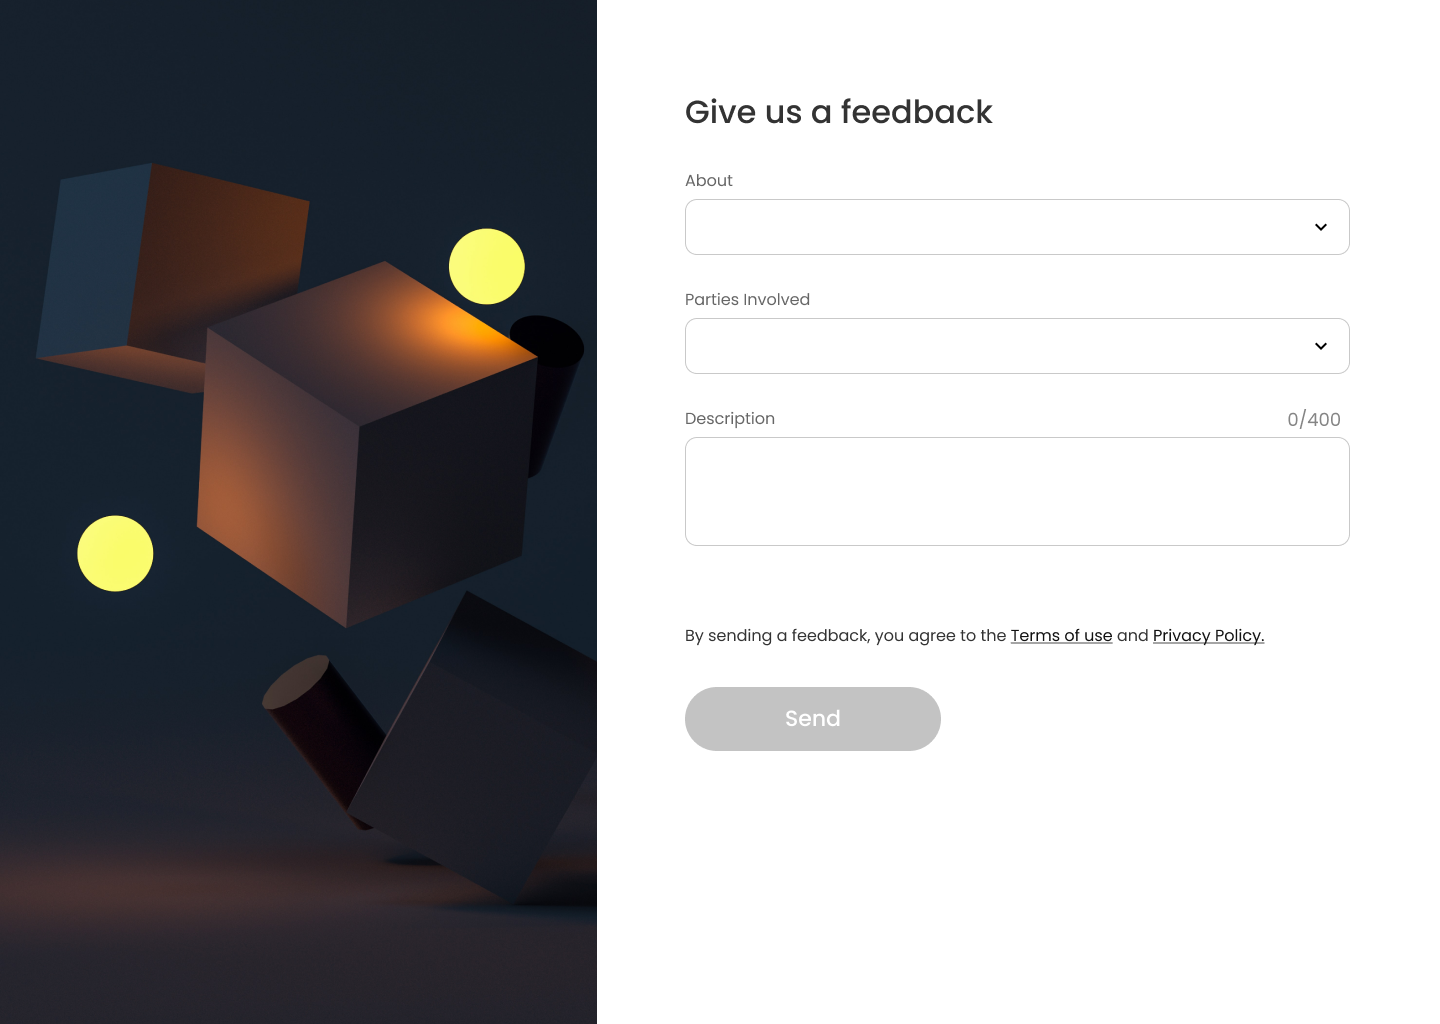 Give us a feedback
About
Parties Involved
Description 0/400
By sending a feedback, you agree to the Terms of use and Privacy Policy.
Send